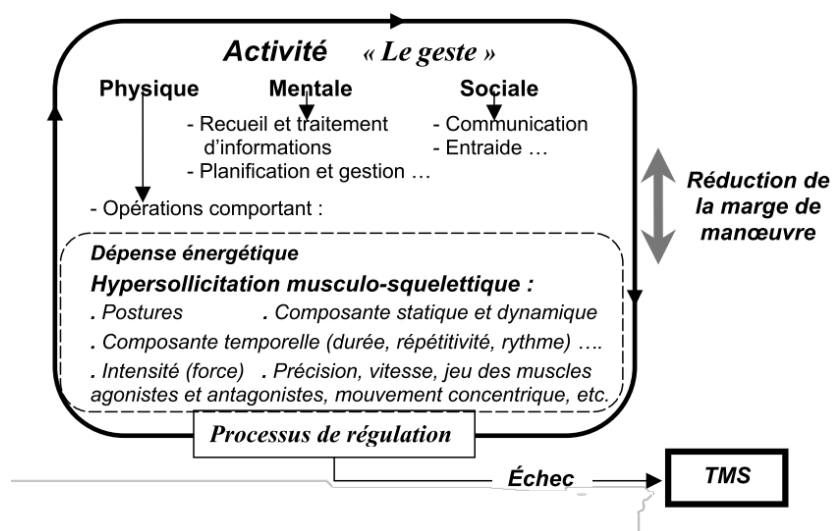 Activité « Le geste »
Physique Mentale Sociale
- Recueil et traitement
d’informations
- Planification et gestion …
- Communication
- Entraide …
- Opérations comportant :
Réduction de
la marge de
manœuvre
Dépense énergétique
Hypersollicitation musculo-squelettique :
. Postures . Composante statique et dynamique
. Composante temporelle (durée, répétitivité, rythme) ….
. Intensité (force) . Précision, vitesse, jeu des muscles
agonistes et antagonistes, mouvement concentrique, etc.
Processus de régulation
Échec
TMS